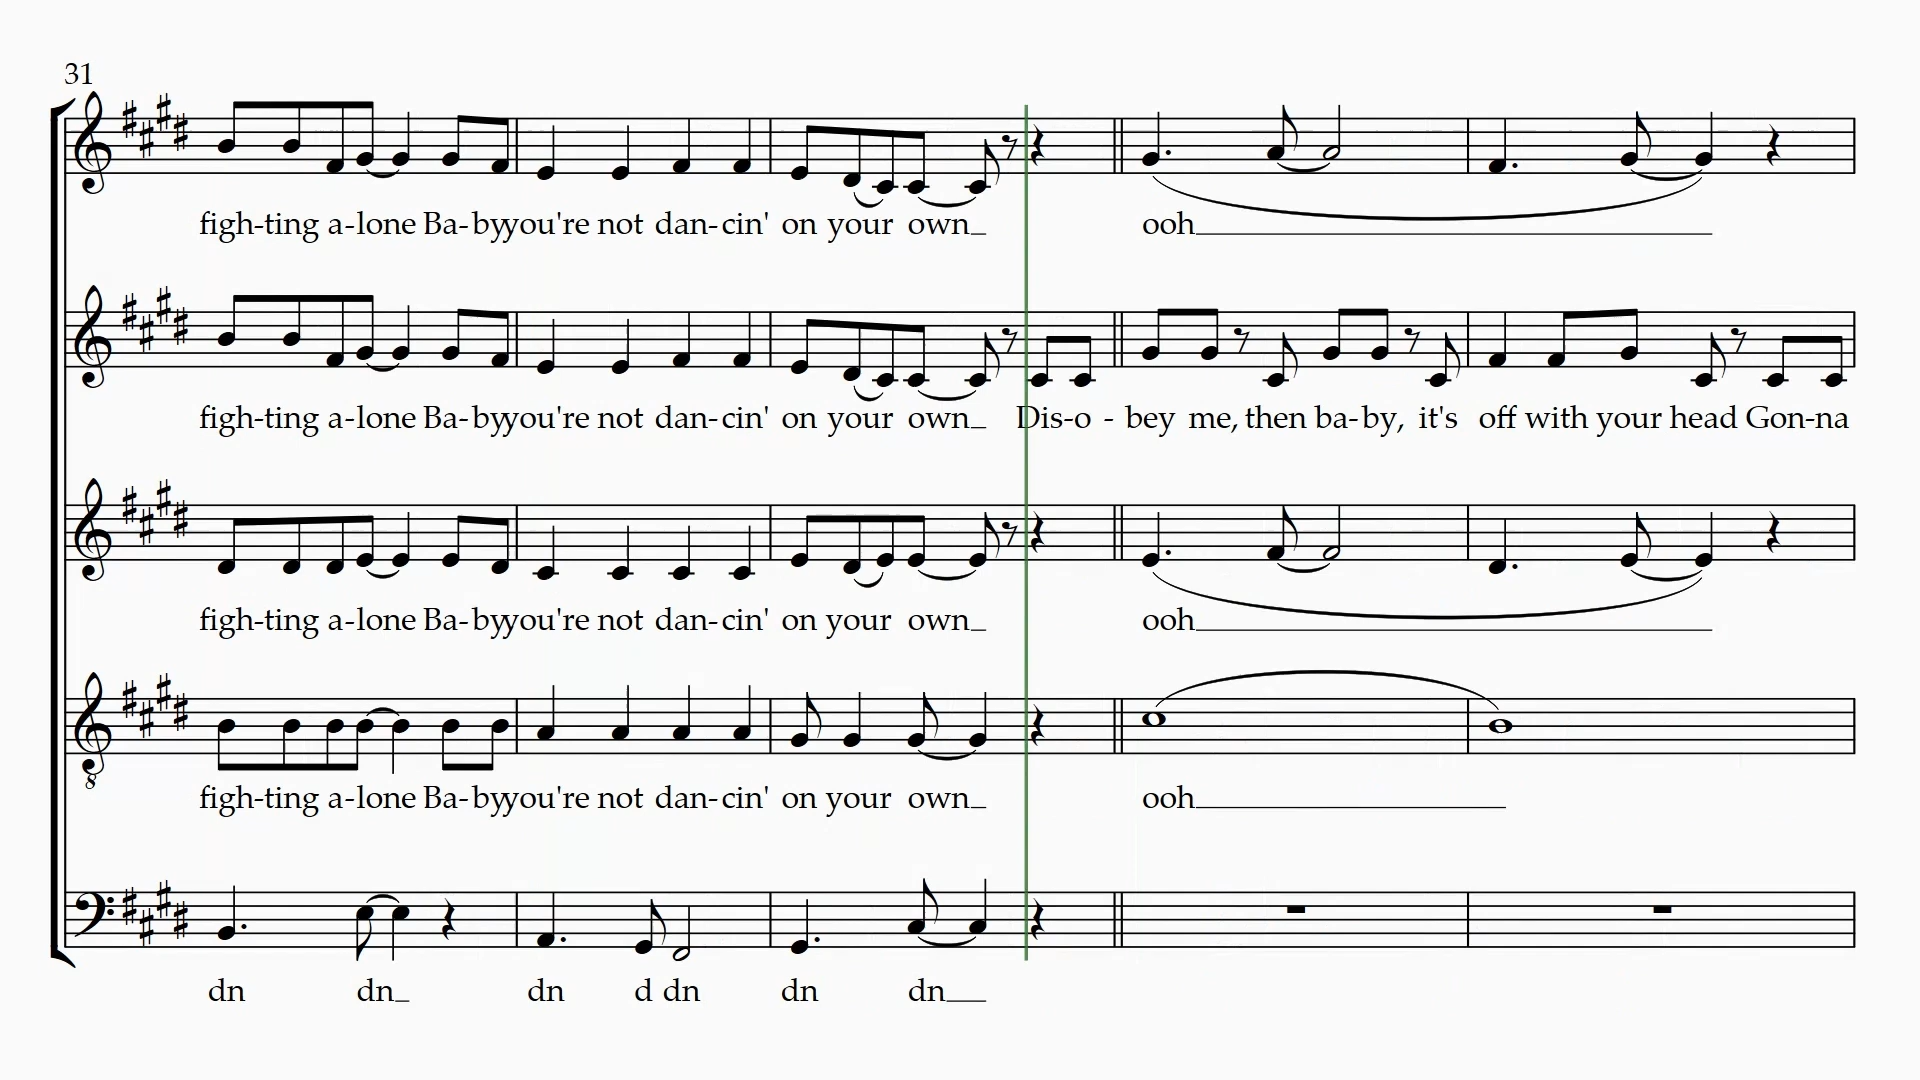 31
figh-ting a-lone Ba-byyou're not dan-cin' on your own_ ooh
figh-ting a-lone Ba-byyou're not dan-cin' on your own_ Dis-o - bey me, then ba-by, it's off with your head Gon-na
figh-ting a-lone Ba-byyou're not dan-cin' on your own_ ooh
8
figh-ting a-lone Ba-byyou're not dan-cin' on your own_ ooh
dn dn_ dn d dn dn dn_